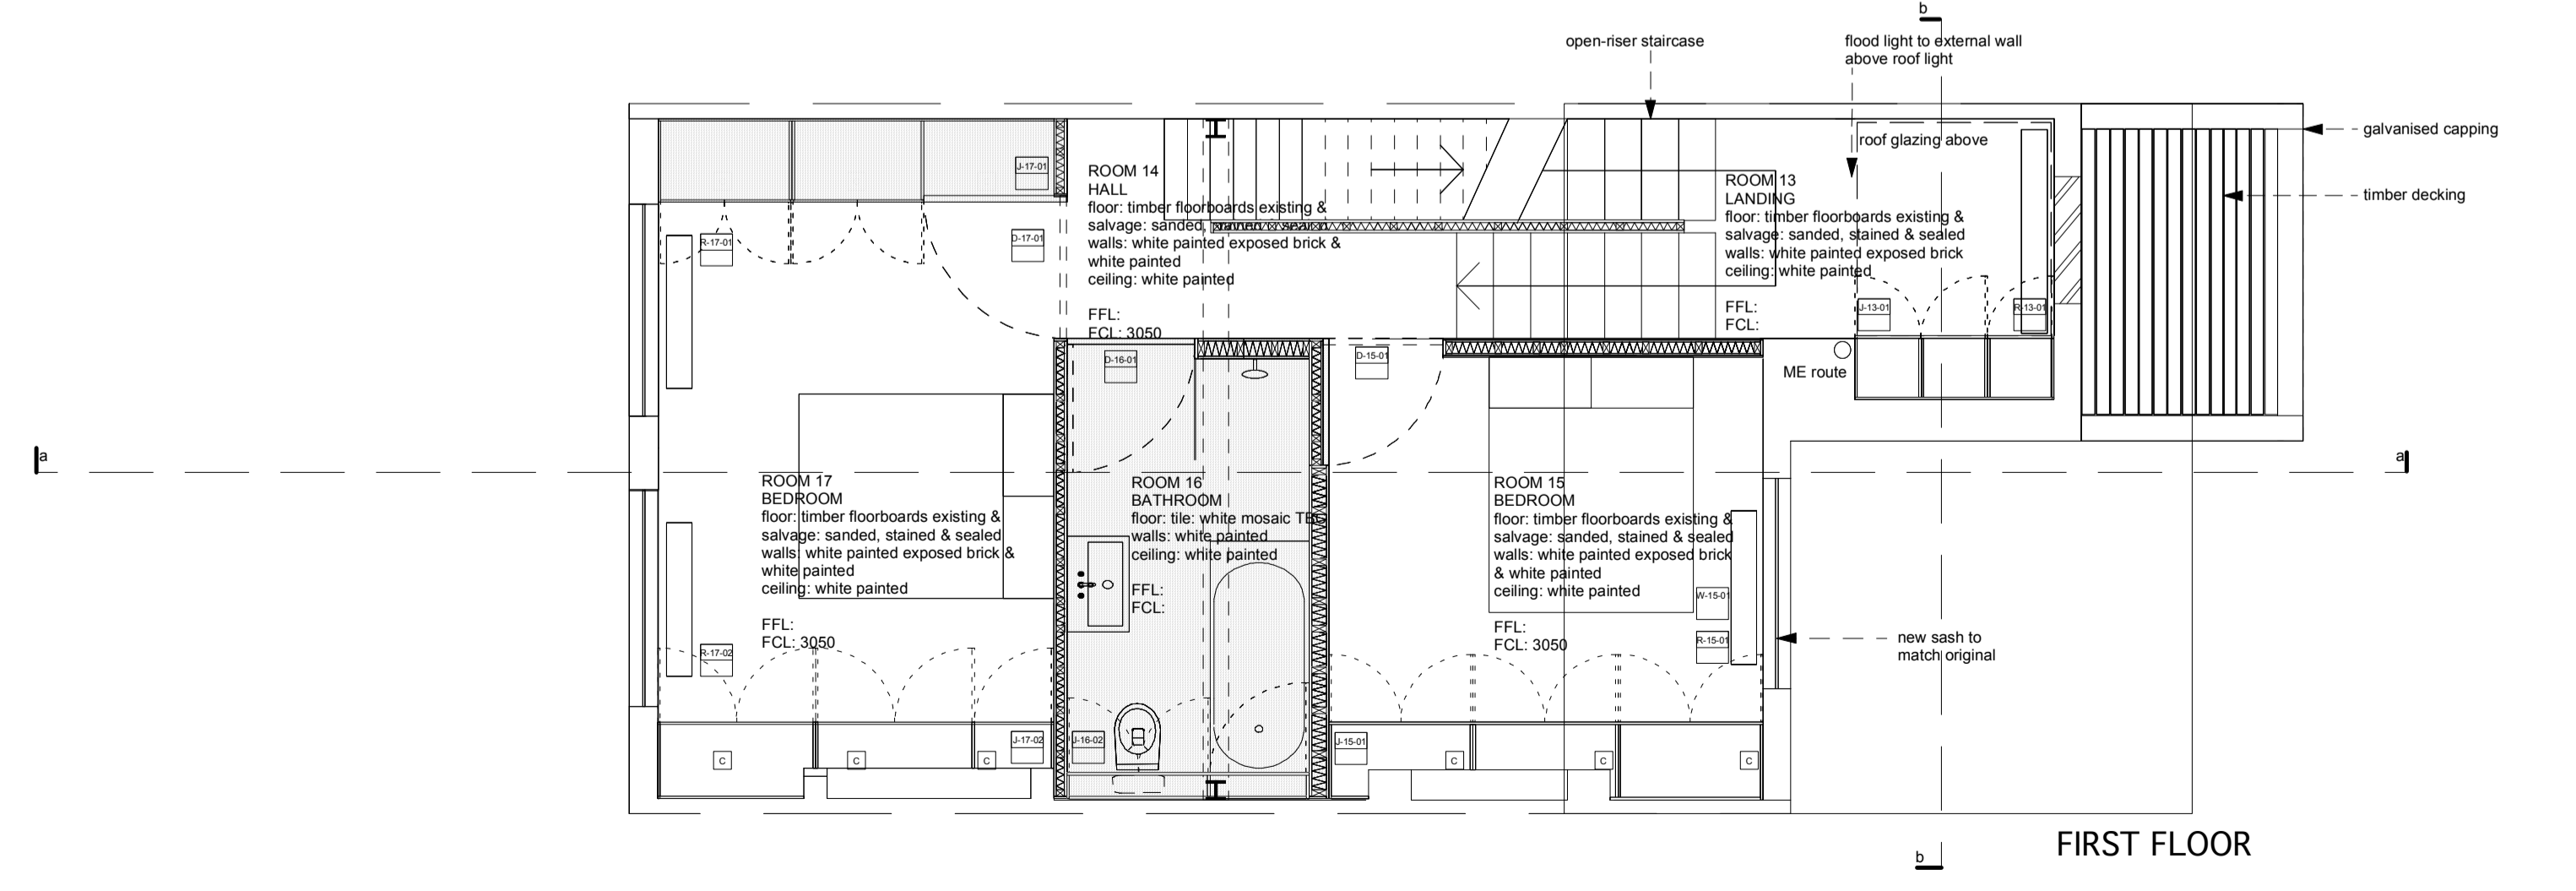 b
open-riser staircase
flood light to external wall
above roof light
galvanised capping
timber decking
roof glazing above
J-17-01
R-17-01
D-17-01
ROOM 14
HALL
floor: timber floorboards existing &
salvage: sanded, stained & sealed
walls: white painted exposed brick &
white painted
ceiling: white painted
FFL:
FCL: 3050
ROOM 13
LANDING
floor: timber floorboards existing &
salvage: sanded, stained & sealed
walls: white painted exposed brick
ceiling: white painted
FFL:
FCL:
J-13-01
R-13-01
D-16-01
D-15-01
ME route
a
a
ROOM 17
BEDROOM
floor: timber floorboards existing &
salvage: sanded, stained & sealed
walls: white painted exposed brick &
white painted
ceiling: white painted
FFL:
FCL: 3050
ROOM 16
BATHROOM
floor: tile: white mosaic TBC
walls: white painted
ceiling: white painted
FFL:
FCL:
ROOM 15
BEDROOM
floor: timber floorboards existing &
salvage: sanded, stained & sealed
walls: white painted exposed brick
& white painted
ceiling: white painted
FFL:
FCL: 3050
W-15-01
R-15-01
new sash to
match original
R-17-02
C
C
C
J-17-02
J-16-02
J-15-01
C
C
C
FIRST FLOOR
b